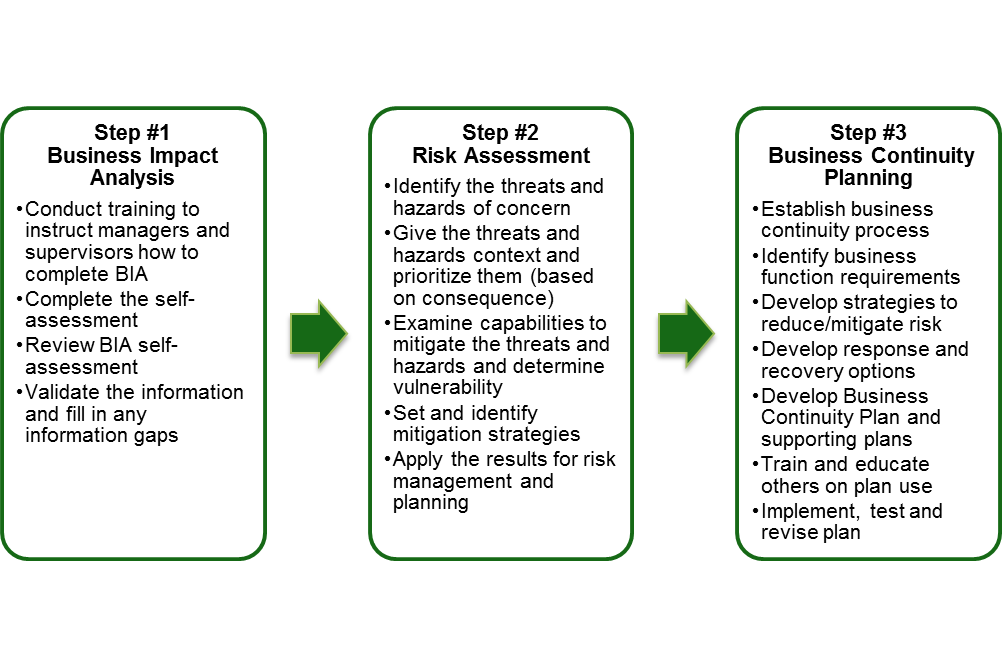 Step #1
Business Impact
Analysis
•Conduct training to
instruct managers and
supervisors how to
complete BIA
•Complete the self-
assessment
•Review BIA self-
assessment
•Validate the information
and fill in any
information gaps
Step #2
Risk Assessment
•Identify the threats and
hazards of concern
•Give the threats and
hazards context and
prioritize them (based
on consequence)
•Examine capabilities to
mitigate the threats and
hazards and determine
vulnerability
•Set and identify
mitigation strategies
•Apply the results for risk
management and
planning
Step #3
Business Continuity
Planning
•Establish business
continuity process
•Identify business
function requirements
•Develop strategies to
reduce/mitigate risk
•Develop response and
recovery options
•Develop Business
Continuity Plan and
supporting plans
•Train and educate
others on plan use
•Implement, test and
revise plan